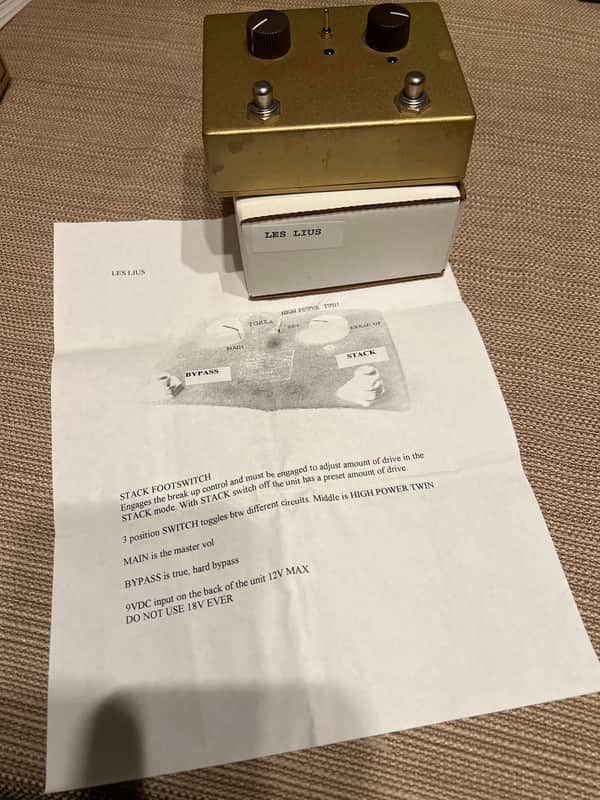 LES LIUS
LES LIUS
HIGH POWER TWIN
MAIN
BREAK UP
BYPASS
STACK
STACK FOOTSWITCH
Engages the break up control and must be engaged to adjust amount of drive in the
STACK mode. With STACK switch off the unit has a preset amount of drive.
3 position SWITCH toggles btw different circuits. Middle is HIGH POWER TWIN
MAIN is the master vol
BYPASS is true, hard bypass
9VDC input on the back of the unit 12V MAX
DO NOT USE 18V EVER